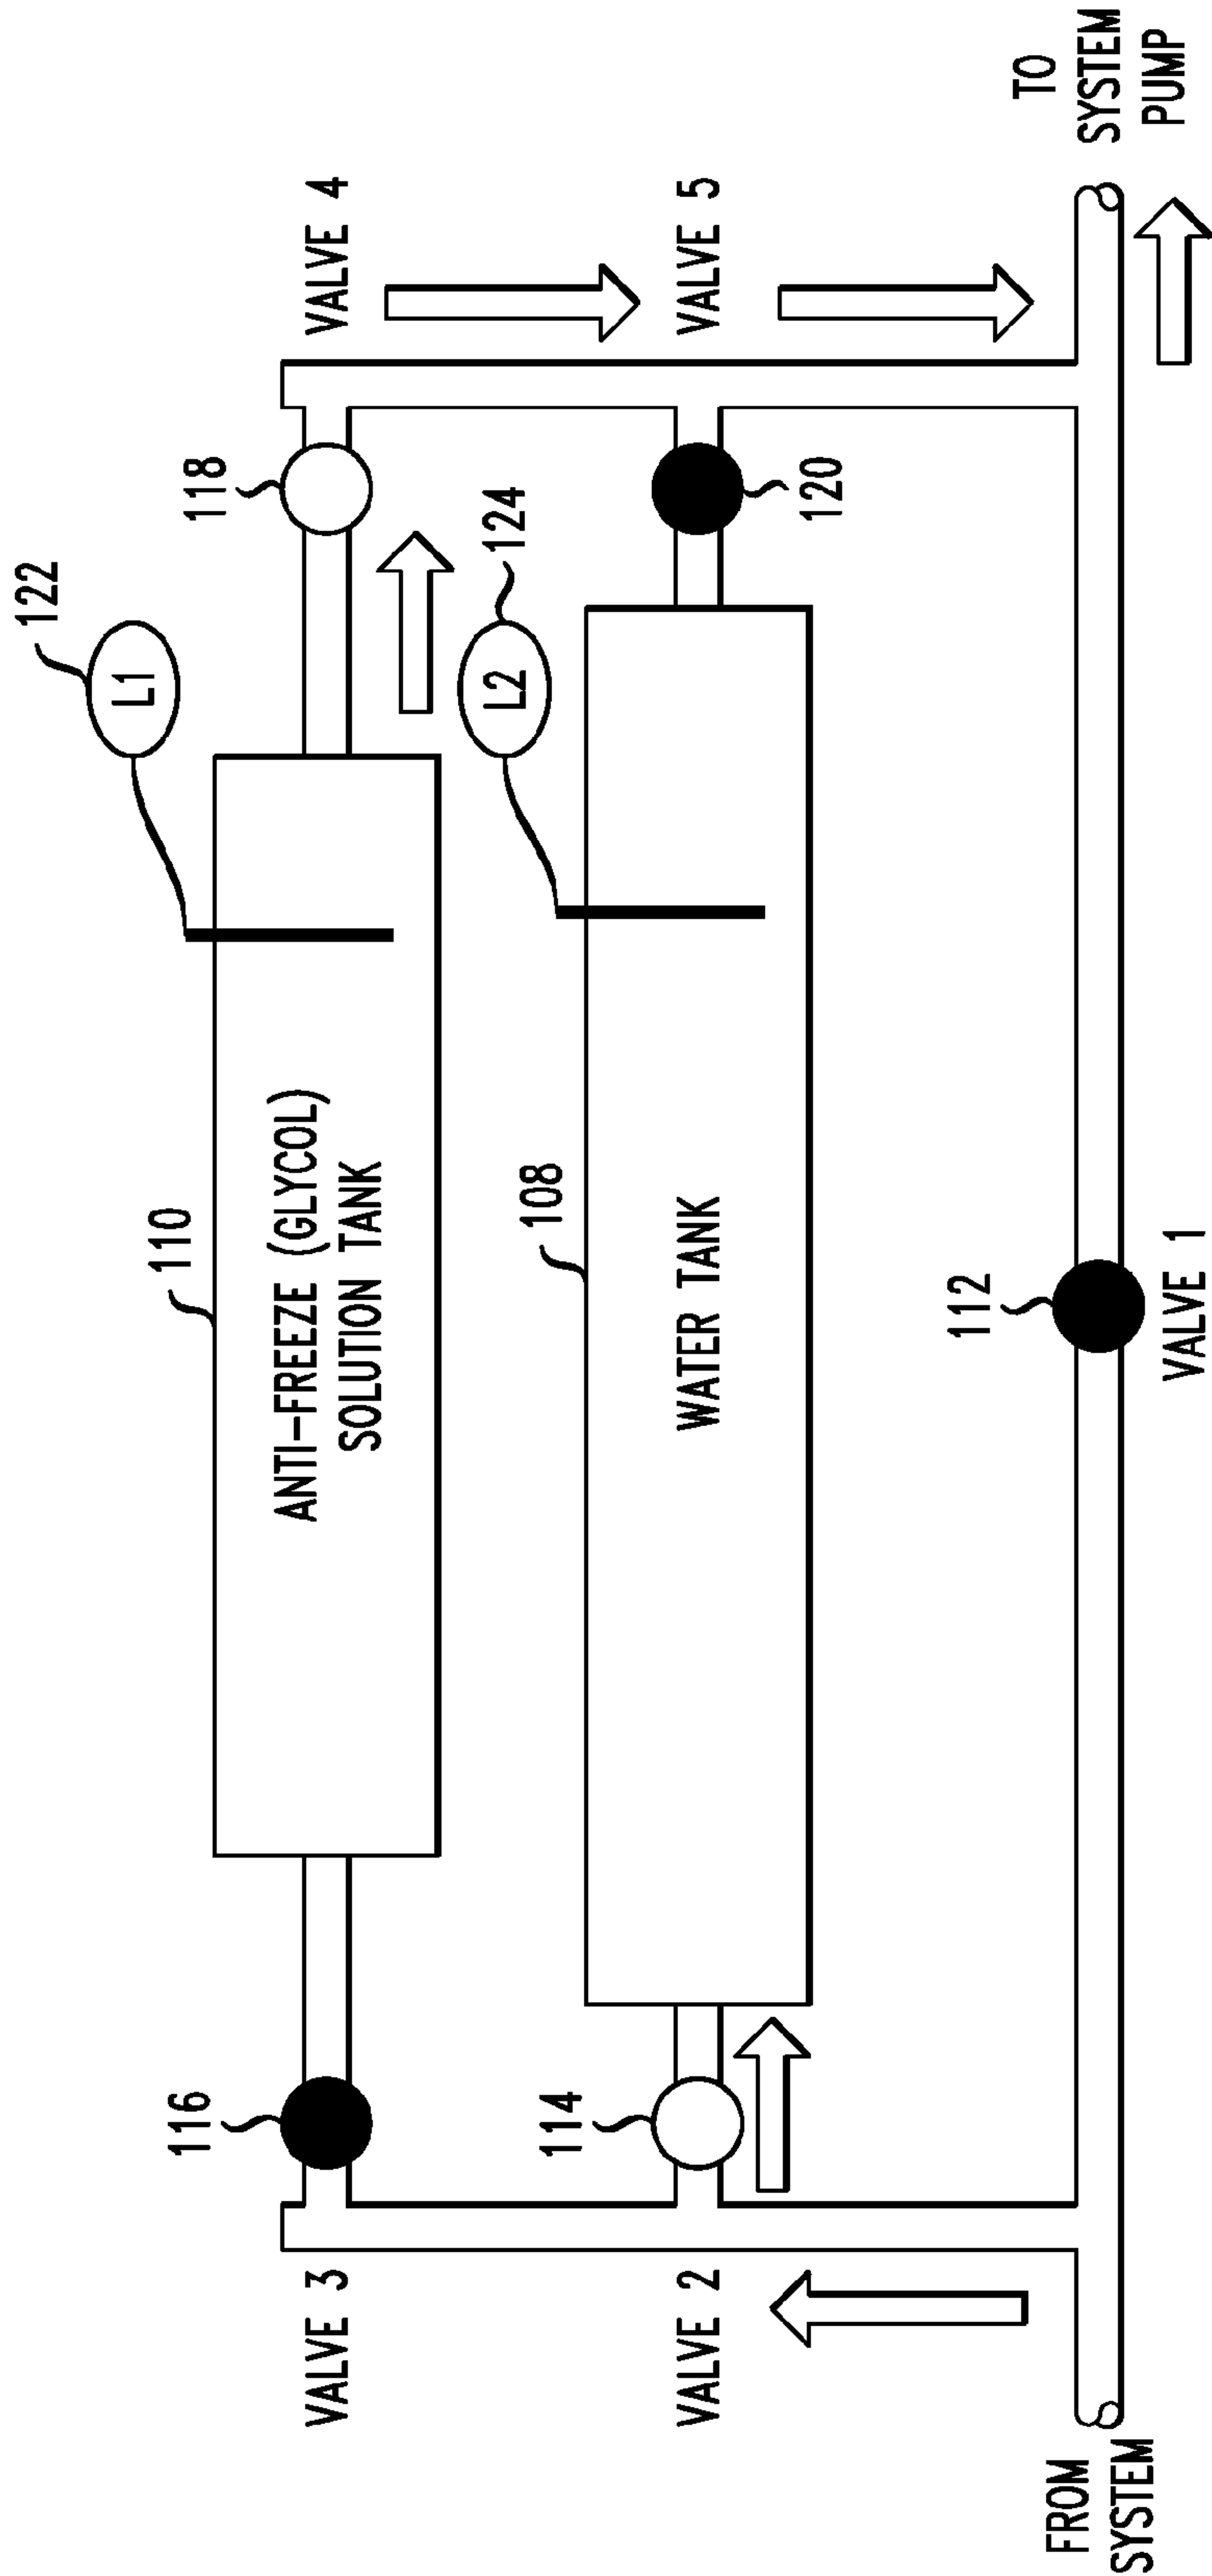 122
L1
110
ANTI-FREEZE (GLYCOL)
SOLUTION TANK
116
VALVE 3
118
VALVE 4
124
L2
108
WATER TANK
114
VALVE 2
120
VALVE 5
112
VALVE 1
FROM
SYSTEM
TO
SYSTEM
PUMP